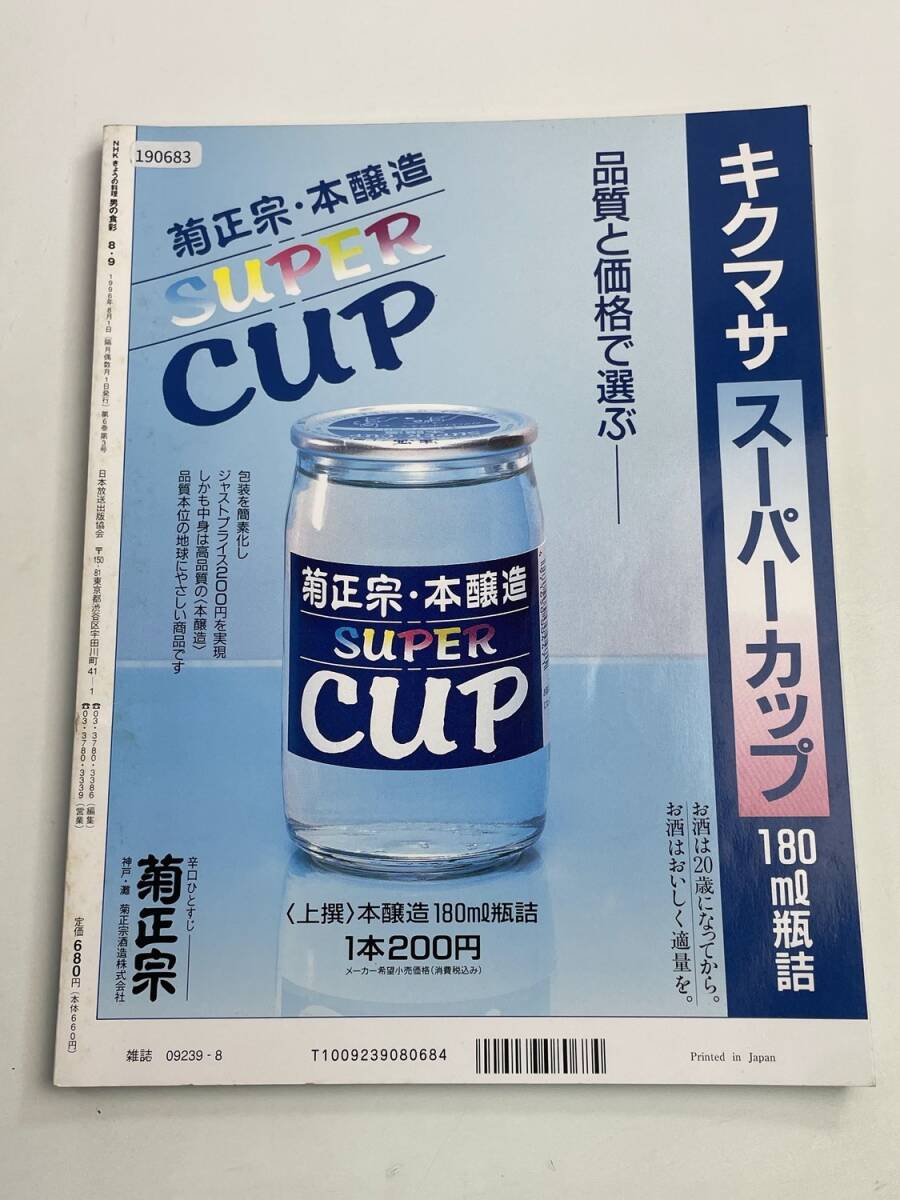 190683
NHKきょうの料理 男の食彩 8・9 1996年8月1日(隔月偶数月1日発行) 第6巻第3号 日本放送出版協会 〒150-81東京都渋谷区宇田川町41-1 ☎03・3780・3386(編集)
☎03・3780・3339(営業)
定価680円(本体660円)
菊正宗・本醸造
SUPER
CUP
キクマサ スーパーカップ 180mℓ瓶詰
品質と価格で選ぶ――
包装を簡素化し
ジャストプライス200円を実現
しかも中身は高品質の〈本醸造〉
品質本位の地球にやさしい商品です
菊正宗・本醸造
SUPER
CUP
お酒は20歳になってから。
お酒はおいしく適量を。
辛口ひとすじ――
菊正宗
神戸・灘 菊正宗酒造株式会社
〈上撰〉本醸造180mℓ瓶詰
1本200円
メーカー希望小売価格(消費税込み)
雑誌 09239-8
T1009239080684
Printed in Japan